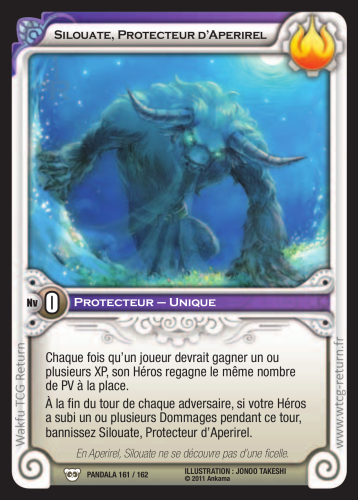 Silouate, Protecteur d'Aperirel
Nv 0 Protecteur – Unique
Chaque fois qu'un joueur devrait gagner un ou
plusieurs XP, son Héros regagne le même nombre
de PV à la place.
À la fin du tour de chaque adversaire, si votre Héros
a subi un ou plusieurs Dommages pendant ce tour,
bannissez Silouate, Protecteur d'Aperirel.
En Aperirel, Silouate ne se découvre pas d'une ficelle.
PANDALA 161 / 162
ILLUSTRATION : JONOO TAKESHI
© 2011 Ankama
Wakfu TCG Return
www.wtcg-return.fr